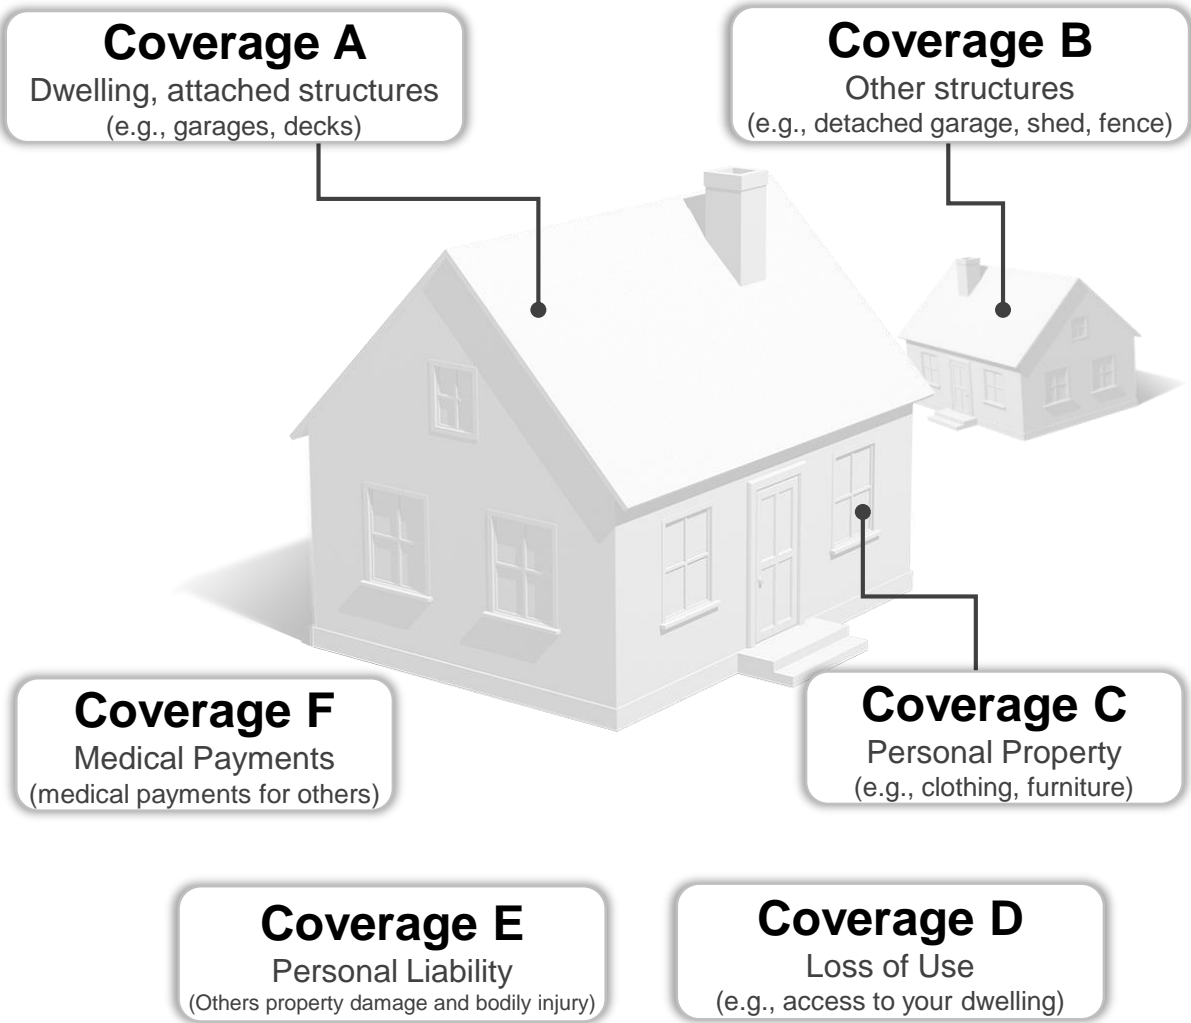 Coverage A
Dwelling, attached structures
(e.g., garages, decks)
Coverage B
Other structures
(e.g., detached garage, shed, fence)
Coverage F
Medical Payments
(medical payments for others)
Coverage C
Personal Property
(e.g., clothing, furniture)
Coverage E
Personal Liability
(Others property damage and bodily injury)
Coverage D
Loss of Use
(e.g., access to your dwelling)